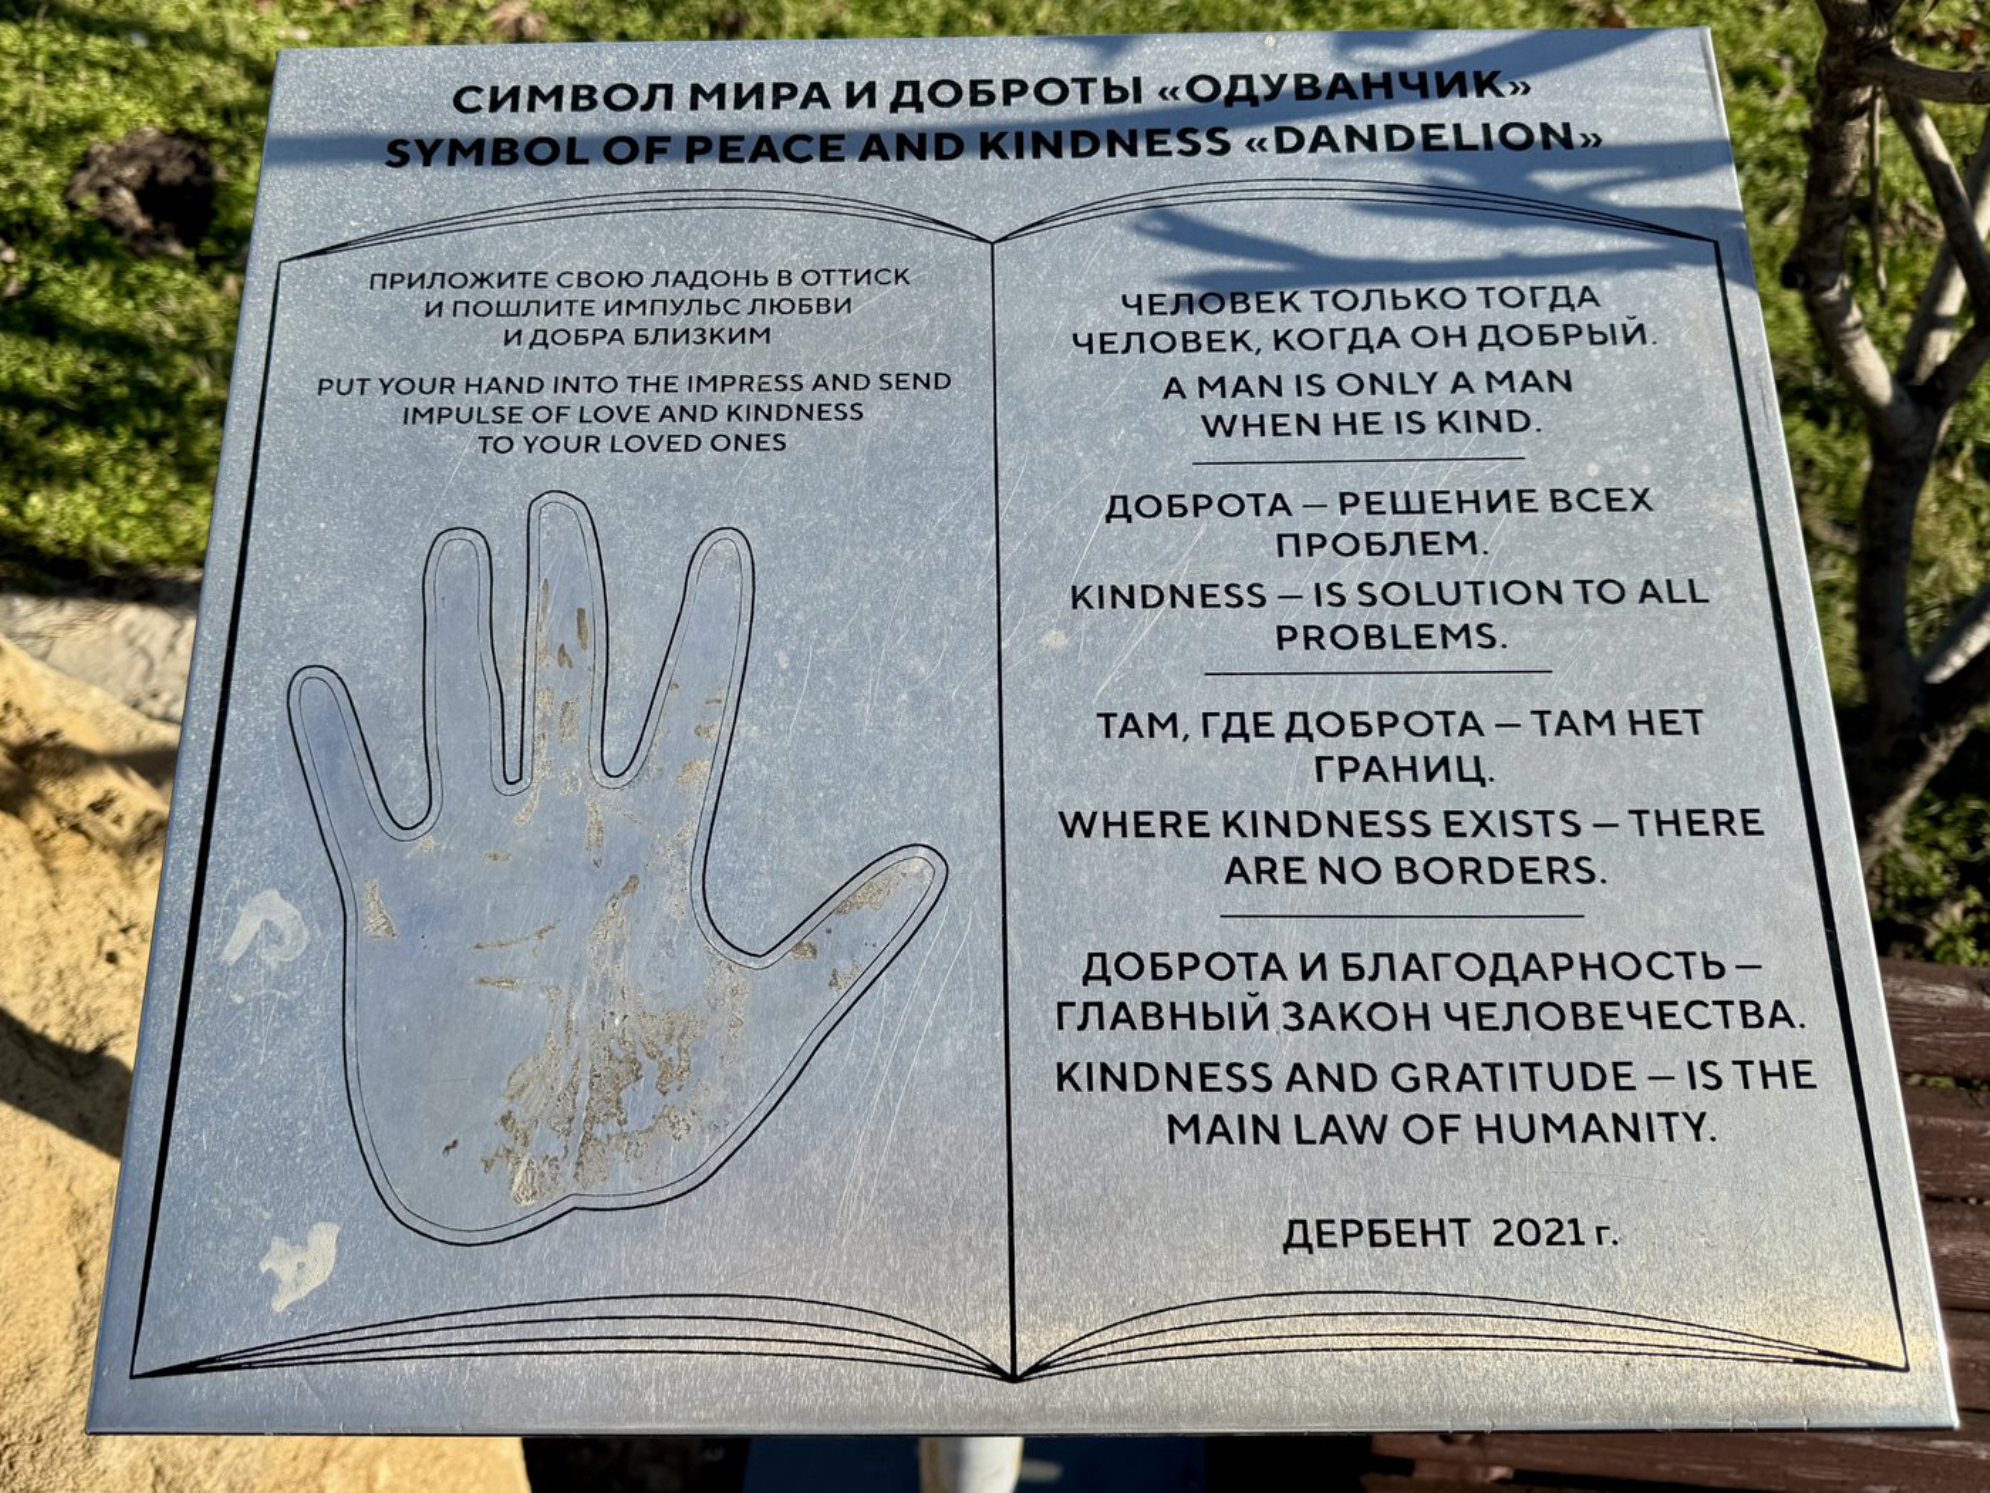 СИМВОЛ МИРА И ДОБРОТЫ «ОДУВАНЧИК»
SYMBOL OF PEACE AND KINDNESS «DANDELION»
ПРИЛОЖИТЕ СВОЮ ЛАДОНЬ В ОТТИСК
И ПОШЛИТЕ ИМПУЛЬС ЛЮБВИ
И ДОБРА БЛИЗКИМ
PUT YOUR HAND INTO THE IMPRESS AND SEND
IMPULSE OF LOVE AND KINDNESS
TO YOUR LOVED ONES
ЧЕЛОВЕК ТОЛЬКО ТОГДА
ЧЕЛОВЕК, КОГДА ОН ДОБРЫЙ.
A MAN IS ONLY A MAN
WHEN HE IS KIND.
ДОБРОТА – РЕШЕНИЕ ВСЕХ
ПРОБЛЕМ.
KINDNESS – IS SOLUTION TO ALL
PROBLEMS.
ТАМ, ГДЕ ДОБРОТА – ТАМ НЕТ
ГРАНИЦ.
WHERE KINDNESS EXISTS – THERE
ARE NO BORDERS.
ДОБРОТА И БЛАГОДАРНОСТЬ –
ГЛАВНЫЙ ЗАКОН ЧЕЛОВЕЧЕСТВА.
KINDNESS AND GRATITUDE – IS THE
MAIN LAW OF HUMANITY.
ДЕРБЕНТ 2021 г.